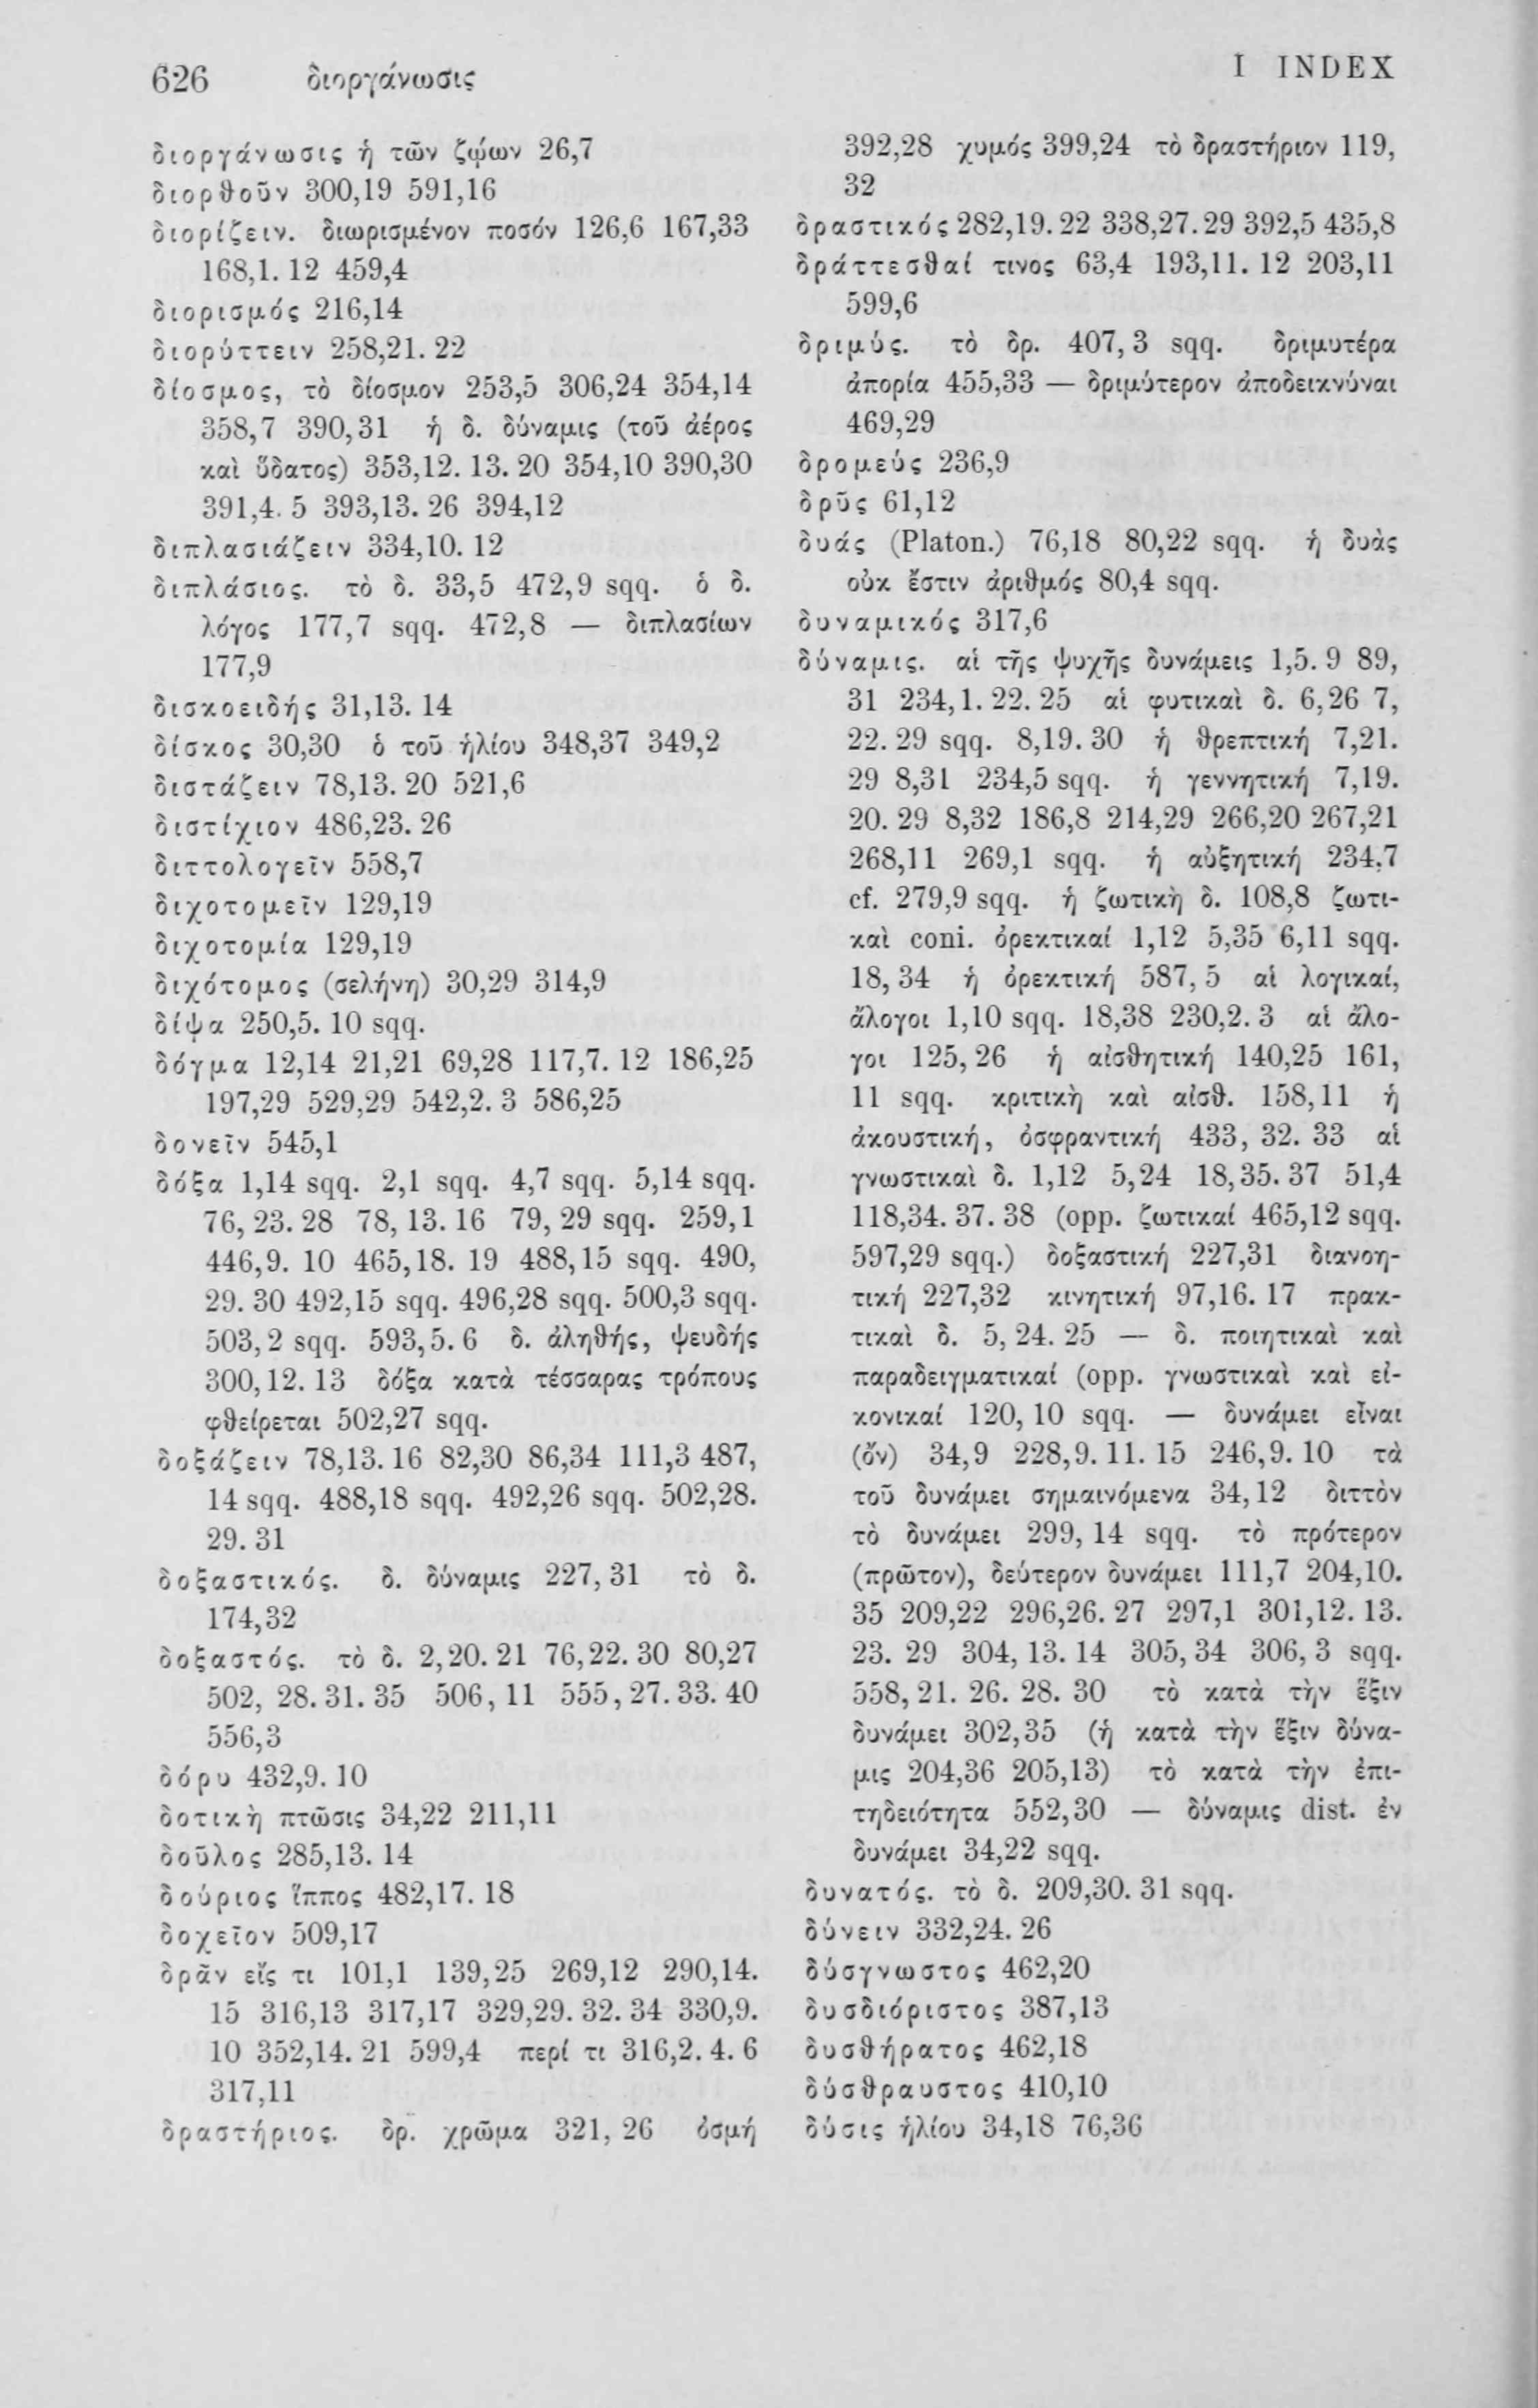 626 διοργάνωσις I INDEX
διοργάνωσις ἡ τῶν ζῴων 26,7
διορθοῦν 300,19 591,16
διορίζειν. διωρισμένον ποσόν 126,6 167,33
168,1. 12 459,4
διορισμός 216,14
διορύττειν 258,21. 22
δίοσμος, τὸ δίοσμον 253,5 306,24 354,14
358,7 390,31 ἡ δ. δύναμις (τοῦ ἀέρος
καὶ ὕδατος) 353,12. 13. 20 354,10 390,30
391,4. 5 393,13. 26 394,12
διπλασιάζειν 334,10. 12
διπλάσιος. τὸ δ. 33,5 472,9 sqq. ὁ δ.
λόγος 177,7 sqq. 472,8 — διπλασίων
177,9
δισκοειδής 31,13. 14
δίσκος 30,30 ὁ τοῦ ἡλίου 348,37 349,2
διστάζειν 78,13. 20 521,6
διστίχιον 486,23. 26
διττολογεῖν 558,7
διχοτομεῖν 129,19
διχοτομία 129,19
διχότομος (σελήνη) 30,29 314,9
δίψα 250,5. 10 sqq.
δόγμα 12,14 21,21 69,28 117,7. 12 186,25
197,29 529,29 542,2. 3 586,25
δονεῖν 545,1
δόξα 1,14 sqq. 2,1 sqq. 4,7 sqq. 5,14 sqq.
76, 23. 28 78, 13. 16 79, 29 sqq. 259,1
446,9. 10 465,18. 19 488,15 sqq. 490,
29. 30 492,15 sqq. 496,28 sqq. 500,3 sqq.
503, 2 sqq. 593, 5. 6 δ. ἀληθής, ψευδής
300, 12. 13 δόξα κατὰ τέσσαρας τρόπους
φθείρεται 502,27 sqq.
δοξάζειν 78,13. 16 82,30 86,34 111,3 487,
14 sqq. 488,18 sqq. 492,26 sqq. 502,28.
29. 31
δοξαστικός. δ. δύναμις 227, 31 τὸ δ.
174,32
δοξαστός. τὸ δ. 2,20. 21 76,22. 30 80,27
502, 28. 31. 35 506, 11 555, 27. 33. 40
556,3
δόρυ 432,9. 10
δοτικὴ πτῶσις 34,22 211,11
δοῦλος 285,13. 14
δούριος ἵππος 482,17. 18
δοχεῖον 509,17
δρᾶν εἴς τι 101,1 139,25 269,12 290,14.
15 316,13 317,17 329,29. 32. 34 330,9.
10 352,14. 21 599,4 περί τι 316,2. 4. 6
317,11
δραστήριος. δρ. χρῶμα 321, 26 ὀσμή
392,28 χυμός 399,24 τὸ δραστήριον 119,
32
δραστικός 282,19. 22 338,27. 29 392,5 435,8
δράττεσθαί τινος 63,4 193,11. 12 203,11
599,6
δριμύς. τὸ δρ. 407, 3 sqq. δριμυτέρα
ἀπορία 455,33 — δριμύτερον ἀποδεικνύναι
469,29
δρομεύς 236,9
δρῦς 61,12
δυάς (Platon.) 76,18 80,22 sqq. ἡ δυὰς
οὐκ ἔστιν ἀριθμός 80,4 sqq.
δυναμικός 317,6
δύναμις. αἱ τῆς ψυχῆς δυνάμεις 1,5. 9 89,
31 234,1. 22. 25 αἱ φυτικαὶ δ. 6,26 7,
22. 29 sqq. 8,19. 30 ἡ θρεπτική 7,21.
29 8,31 234,5 sqq. ἡ γεννητική 7,19.
20. 29 8,32 186,8 214,29 266,20 267,21
268,11 269,1 sqq. ἡ αὐξητική 234,7
cf. 279,9 sqq. ἡ ζωτικὴ δ. 108,8 ζωτι-
καὶ coni. ὀρεκτικαί 1,12 5,35 6,11 sqq.
18, 34 ἡ ὀρεκτική 587, 5 αἱ λογικαί,
ἄλογοι 1,10 sqq. 18,38 230,2. 3 αἱ ἄλο-
γοι 125, 26 ἡ αἰσθητική 140,25 161,
11 sqq. κριτικὴ καὶ αἰσθ. 158,11 ἡ
ἀκουστική, ὀσφραντική 433, 32. 33 αἱ
γνωστικαὶ δ. 1,12 5,24 18,35. 37 51,4
118,34. 37. 38 (opp. ζωτικαί 465,12 sqq.
597,29 sqq.) δοξαστική 227,31 διανοη-
τική 227,32 κινητική 97,16. 17 πρακ-
τικαὶ δ. 5, 24. 25 — δ. ποιητικαὶ καὶ
παραδειγματικαί (opp. γνωστικαὶ καὶ εἰ-
κονικαί 120, 10 sqq. — δυνάμει εἶναι
(ὄν) 34,9 228,9. 11. 15 246,9. 10 τὰ
τοῦ δυνάμει σημαινόμενα 34, 12 διττὸν
τὸ δυνάμει 299, 14 sqq. τὸ πρότερον
(πρῶτον), δεύτερον δυνάμει 111,7 204,10.
35 209,22 296,26. 27 297,1 301,12. 13.
23. 29 304, 13. 14 305, 34 306, 3 sqq.
558, 21. 26. 28. 30 τὸ κατὰ τὴν ἕξιν
δυνάμει 302,35 (ἡ κατὰ τὴν ἕξιν δύνα-
μις 204,36 205,13) τὸ κατὰ τὴν ἐπι-
τηδειότητα 552,30 — δύναμις dist. ἐν
δυνάμει 34,22 sqq.
δυνατός. τὸ δ. 209,30. 31 sqq.
δύνειν 332,24. 26
δύσγνωστος 462,20
δυσδιόριστος 387,13
δυσθήρατος 462,18
δύσθραυστος 410,10
δύσις ἡλίου 34,18 76,36